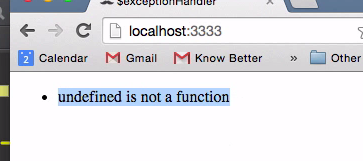 $exceptionHandler
localhost:3333
2 Calendar Gmail Know Better » Other
undefined is not a function